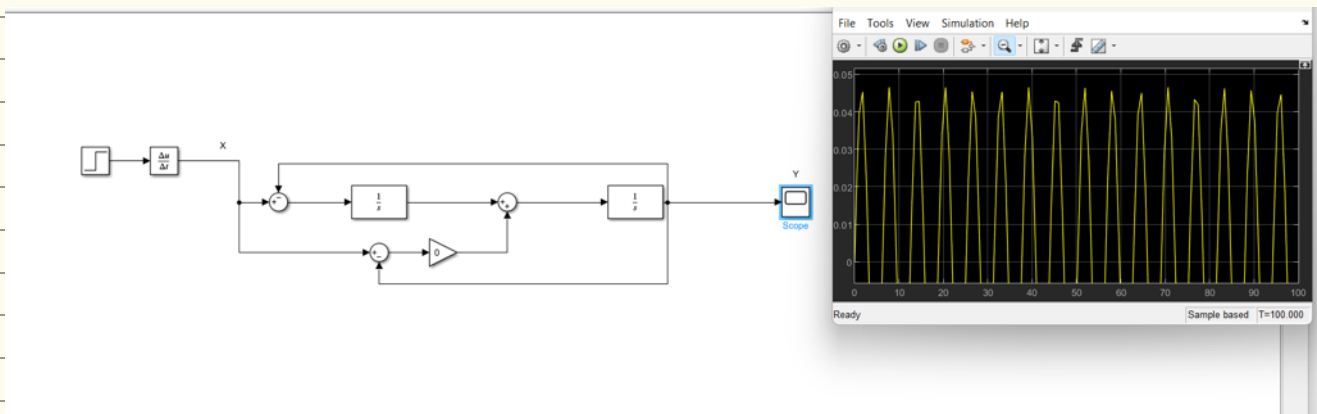 File Tools View Simulation Help
X
Δu
Δt
1
s
1
s
0
Y
Scope
0.05
0.04
0.03
0.02
0.01
0
0 10 20 30 40 50 60 70 80 90 100
Ready Sample based T=100.000